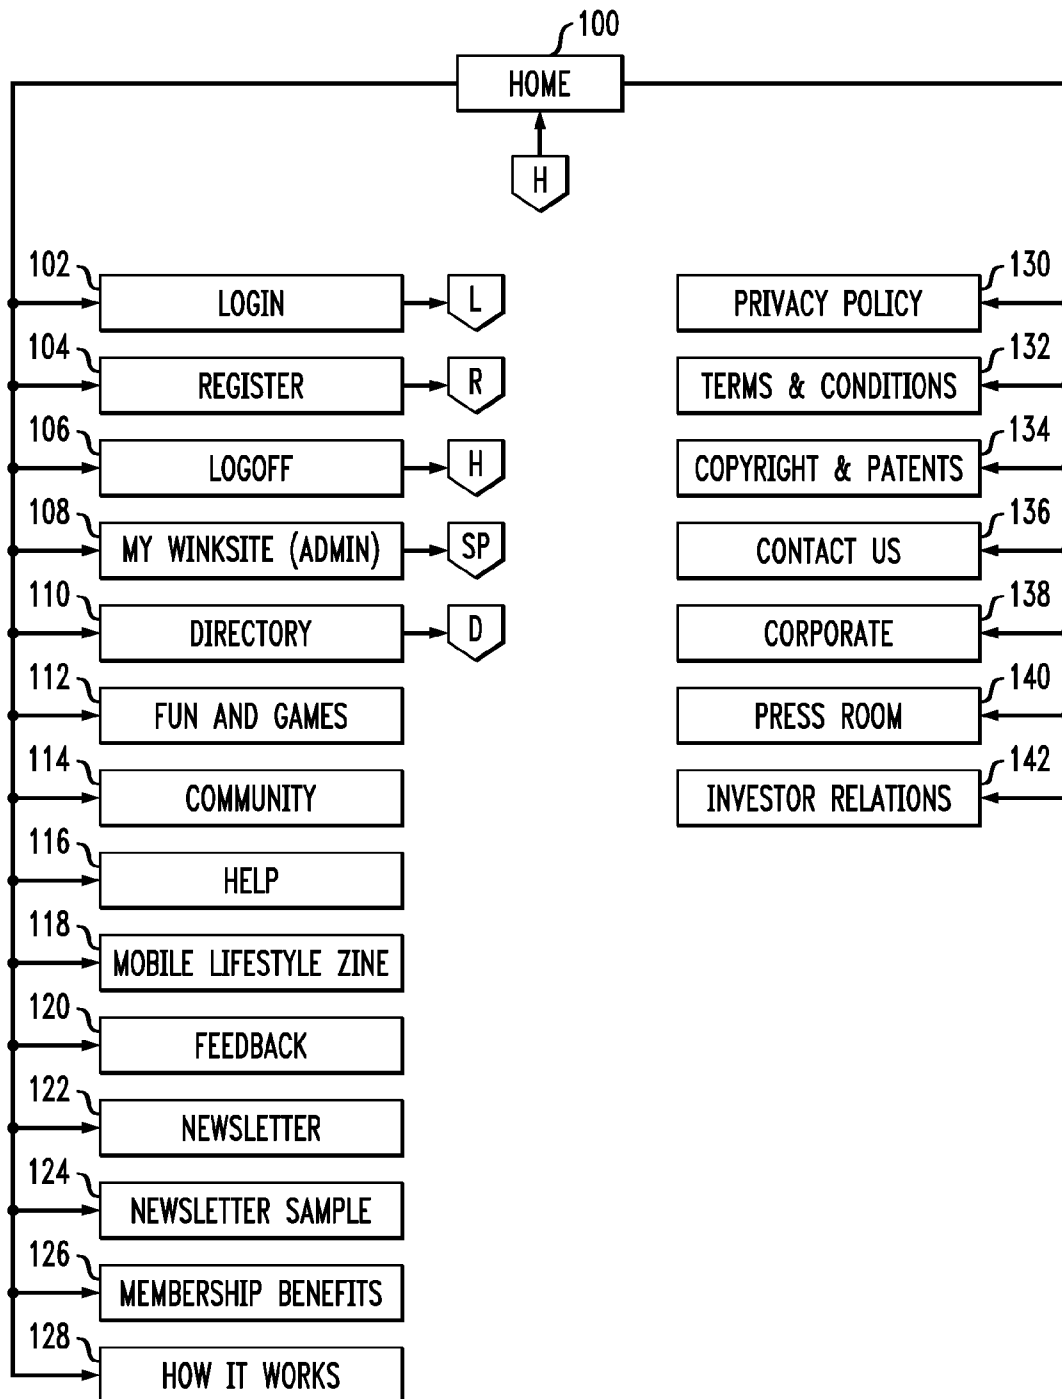 100
HOME
H
102
LOGIN
L
104
REGISTER
R
106
LOGOFF
H
108
MY WINKSITE (ADMIN)
SP
110
DIRECTORY
D
112
FUN AND GAMES
114
COMMUNITY
116
HELP
118
MOBILE LIFESTYLE ZINE
120
FEEDBACK
122
NEWSLETTER
124
NEWSLETTER SAMPLE
126
MEMBERSHIP BENEFITS
128
HOW IT WORKS
130
PRIVACY POLICY
132
TERMS & CONDITIONS
134
COPYRIGHT & PATENTS
136
CONTACT US
138
CORPORATE
140
PRESS ROOM
142
INVESTOR RELATIONS